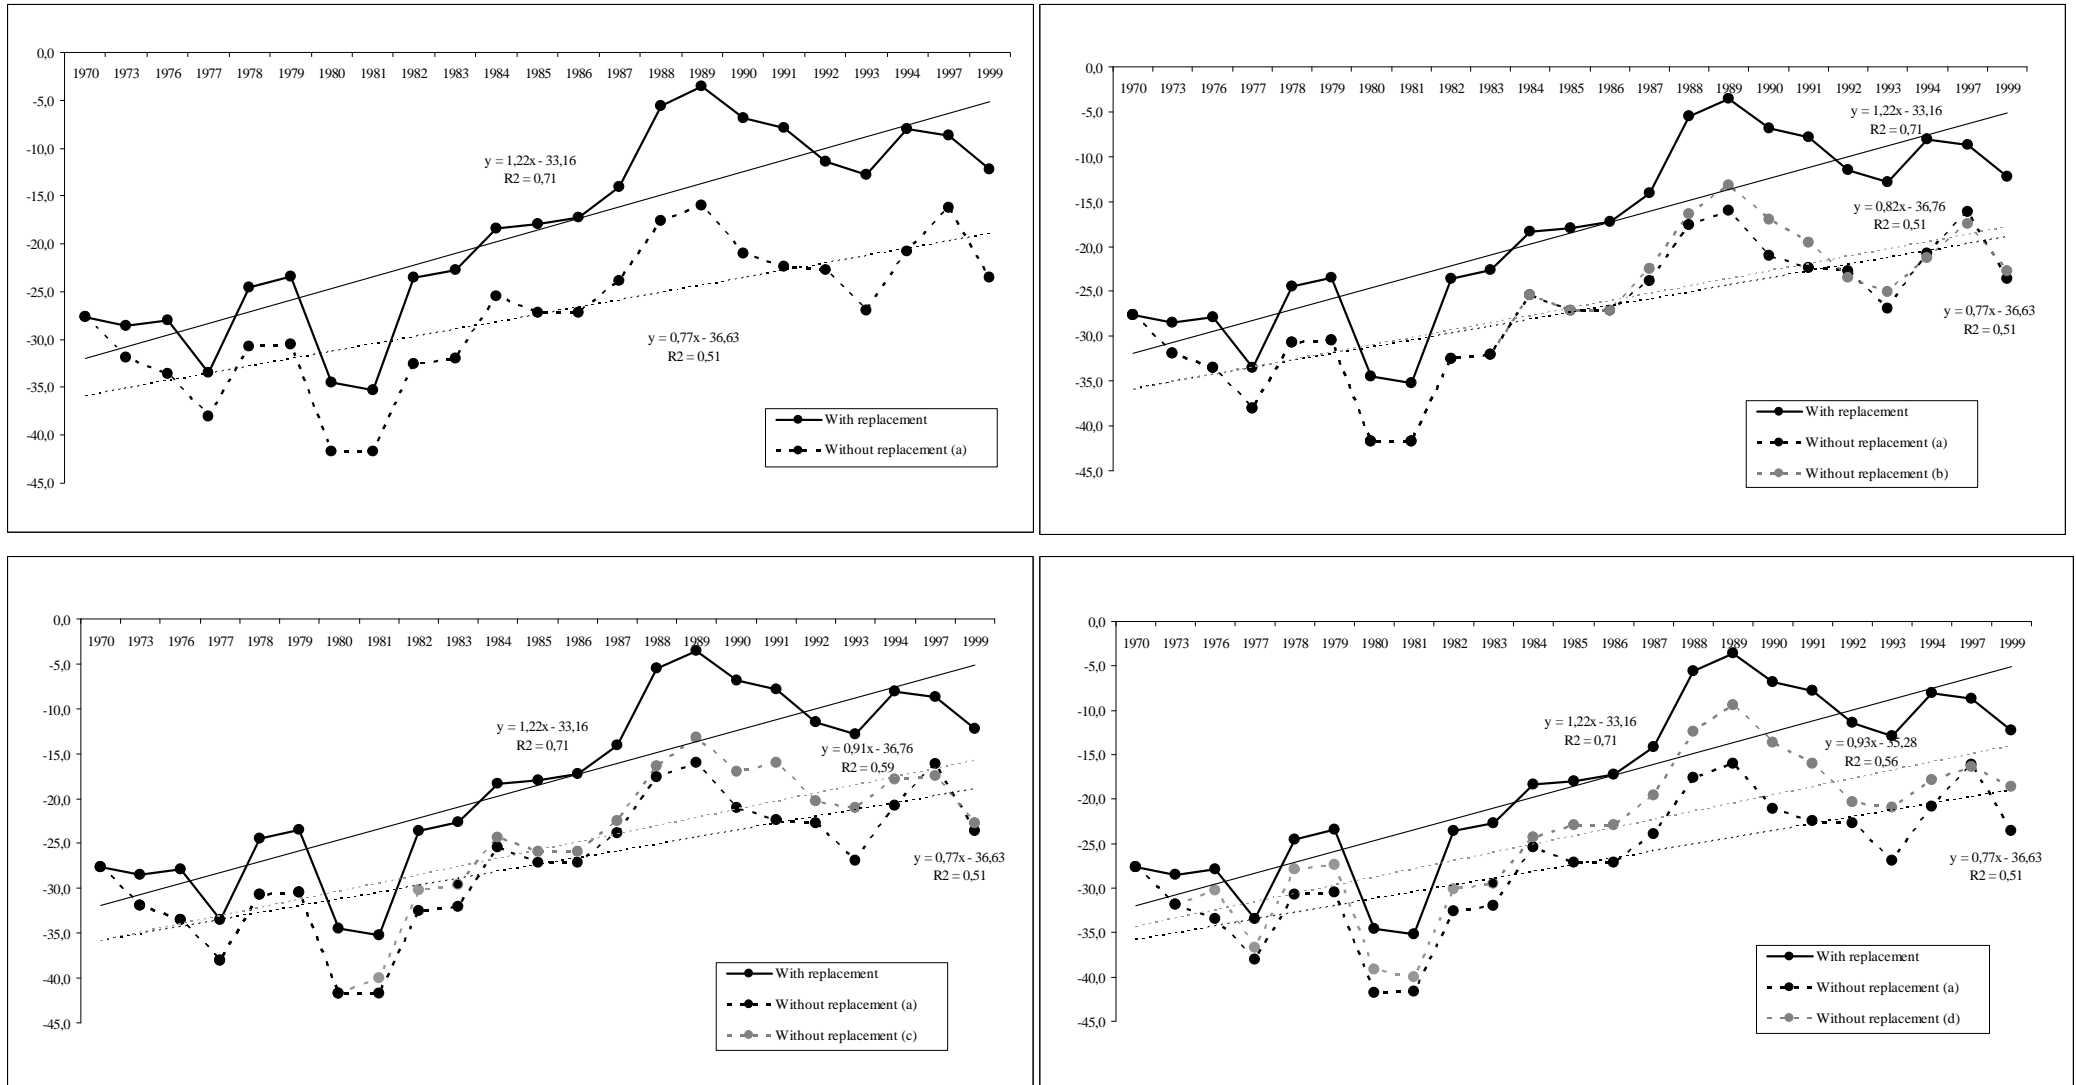 0,0
1970 1973 1976 1977 1978 1979 1980 1981 1982 1983 1984 1985 1986 1987 1988 1989 1990 1991 1992 1993 1994 1997 1999
-5,0
-10,0
y = 1,22x - 33,16
R2 = 0,71
-15,0
-20,0
-25,0
-30,0
y = 0,77x - 36,63
R2 = 0,51
-35,0
-40,0
-45,0
With replacement
Without replacement (a)
0,0
1970 1973 1976 1977 1978 1979 1980 1981 1982 1983 1984 1985 1986 1987 1988 1989 1990 1991 1992 1993 1994 1997 1999
-5,0
y = 1,22x - 33,16
R2 = 0,71
-10,0
-15,0
y = 0,82x - 36,76
R2 = 0,51
-20,0
-25,0
y = 0,77x - 36,63
R2 = 0,51
-30,0
-35,0
-40,0
-45,0
With replacement
Without replacement (a)
Without replacement (b)
0,0
1970 1973 1976 1977 1978 1979 1980 1981 1982 1983 1984 1985 1986 1987 1988 1989 1990 1991 1992 1993 1994 1997 1999
-5,0
-10,0
y = 1,22x - 33,16
R2 = 0,71
-15,0
y = 0,91x - 36,76
R2 = 0,59
-20,0
-25,0
y = 0,77x - 36,63
R2 = 0,51
-30,0
-35,0
-40,0
-45,0
With replacement
Without replacement (a)
Without replacement (c)
0,0
1970 1973 1976 1977 1978 1979 1980 1981 1982 1983 1984 1985 1986 1987 1988 1989 1990 1991 1992 1993 1994 1997 1999
-5,0
-10,0
y = 1,22x - 33,16
R2 = 0,71
y = 0,93x - 35,28
R2 = 0,56
-15,0
-20,0
-25,0
y = 0,77x - 36,63
R2 = 0,51
-30,0
-35,0
-40,0
-45,0
With replacement
Without replacement (a)
Without replacement (d)